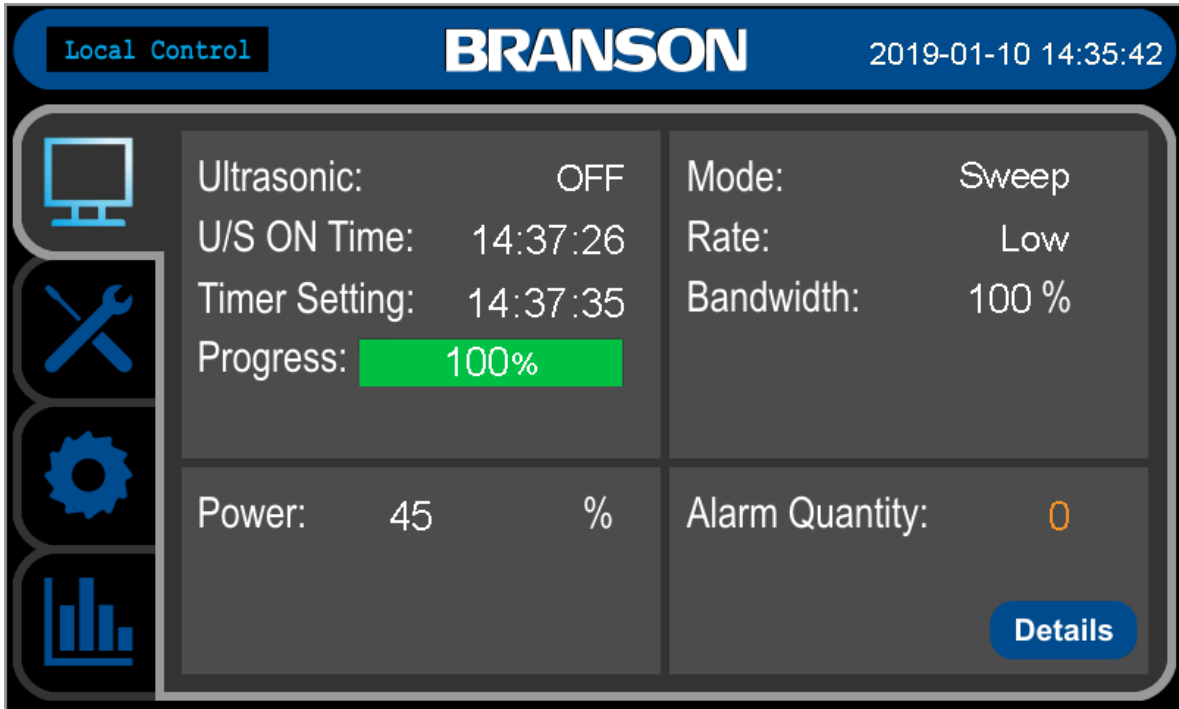 Local Control BRANSON 2019-01-10 14:35:42
Ultrasonic: OFF
U/S ON Time: 14:37:26
Timer Setting: 14:37:35
Progress: 100%
Mode: Sweep
Rate: Low
Bandwidth: 100 %
Power: 45 %
Alarm Quantity: 0
Details